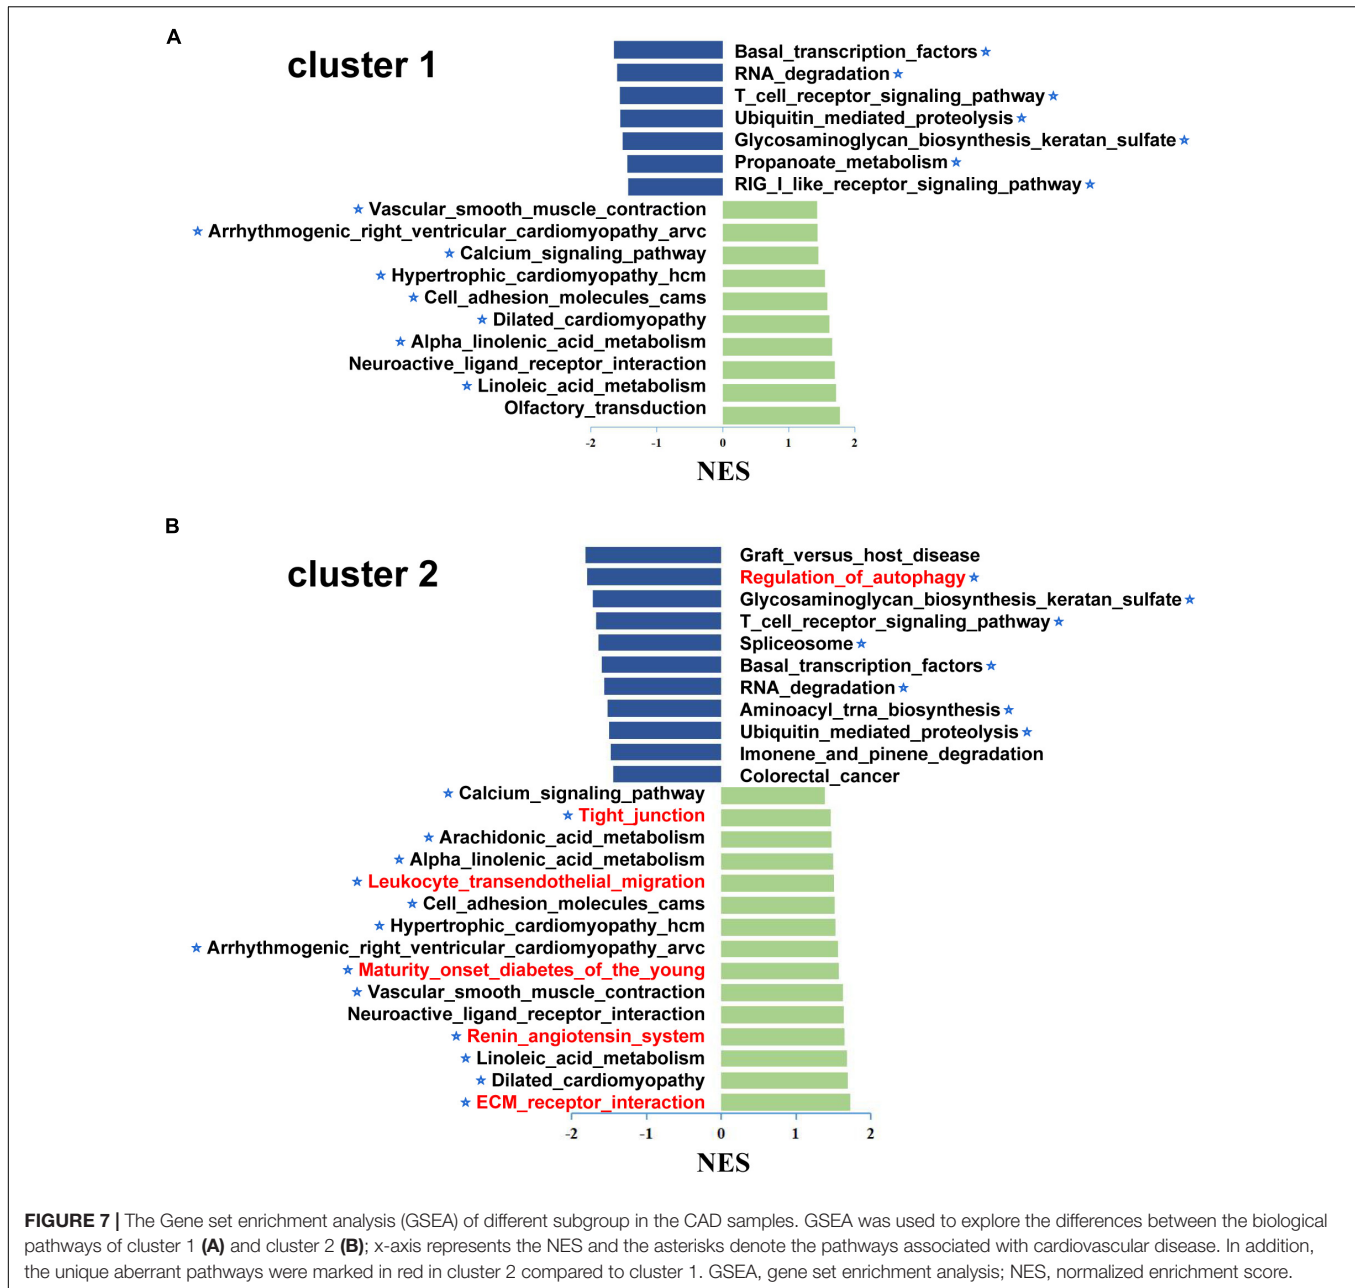 A
cluster 1
Basal_transcription_factors ☆
RNA_degradation ☆
T_cell_receptor_signaling_pathway ☆
Ubiquitin_mediated_proteolysis ☆
Glycosaminoglycan_biosynthesis_keratan_sulfate ☆
Propanoate_metabolism ☆
RIG_I_like_receptor_signaling_pathway ☆
☆ Vascular_smooth_muscle_contraction
☆ Arrhythmogenic_right_ventricular_cardiomyopathy_arvc
☆ Calcium_signaling_pathway
☆ Hypertrophic_cardiomyopathy_hcm
☆ Cell_adhesion_molecules_cams
☆ Dilated_cardiomyopathy
☆ Alpha_linolenic_acid_metabolism
Neuroactive_ligand_receptor_interaction
☆ Linoleic_acid_metabolism
Olfactory_transduction
-2 -1 0 1 2
NES
B
cluster 2
Graft_versus_host_disease
Regulation_of_autophagy ☆
Glycosaminoglycan_biosynthesis_keratan_sulfate ☆
T_cell_receptor_signaling_pathway ☆
Spliceosome ☆
Basal_transcription_factors ☆
RNA_degradation ☆
Aminoacyl_trna_biosynthesis ☆
Ubiquitin_mediated_proteolysis ☆
Imonene_and_pinene_degradation
Colorectal_cancer
☆ Calcium_signaling_pathway
☆ Tight_junction
☆ Arachidonic_acid_metabolism
☆ Alpha_linolenic_acid_metabolism
☆ Leukocyte_transendothelial_migration
☆ Cell_adhesion_molecules_cams
☆ Hypertrophic_cardiomyopathy_hcm
☆ Arrhythmogenic_right_ventricular_cardiomyopathy_arvc
☆ Maturity_onset_diabetes_of_the_young
☆ Vascular_smooth_muscle_contraction
Neuroactive_ligand_receptor_interaction
☆ Renin_angiotensin_system
☆ Linoleic_acid_metabolism
☆ Dilated_cardiomyopathy
☆ ECM_receptor_interaction
-2 -1 0 1 2
NES
FIGURE 7 | The Gene set enrichment analysis (GSEA) of different subgroup in the CAD samples. GSEA was used to explore the differences between the biological
pathways of cluster 1 (A) and cluster 2 (B); x-axis represents the NES and the asterisks denote the pathways associated with cardiovascular disease. In addition,
the unique aberrant pathways were marked in red in cluster 2 compared to cluster 1. GSEA, gene set enrichment analysis; NES, normalized enrichment score.